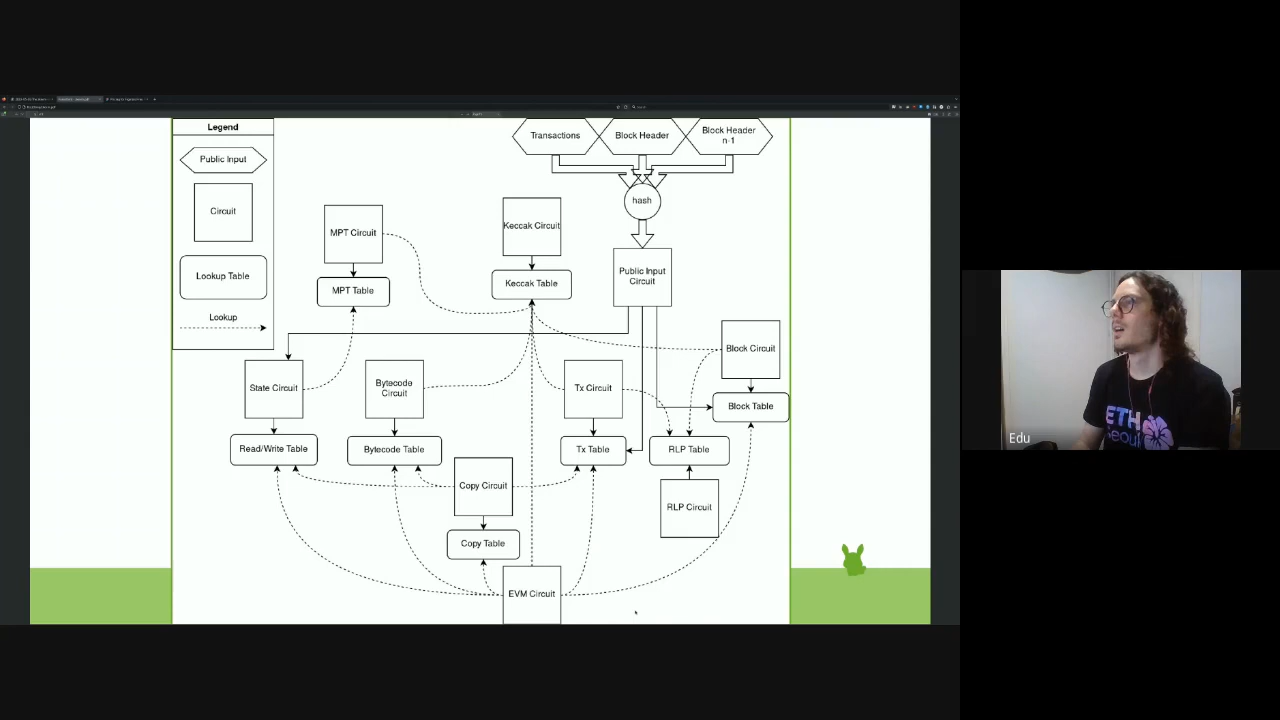 Legend
Public Input
Circuit
Lookup Table
Lookup
Transactions
Block Header
Block Header
n-1
hash
MPT Circuit
Keccak Circuit
Public Input
Circuit
MPT Table
Keccak Table
Block Circuit
State Circuit
Bytecode
Circuit
Tx Circuit
Block Table
Read/Write Table
Bytecode Table
Tx Table
RLP Table
Copy Circuit
RLP Circuit
Copy Table
EVM Circuit
ETH
Seoul
Edu